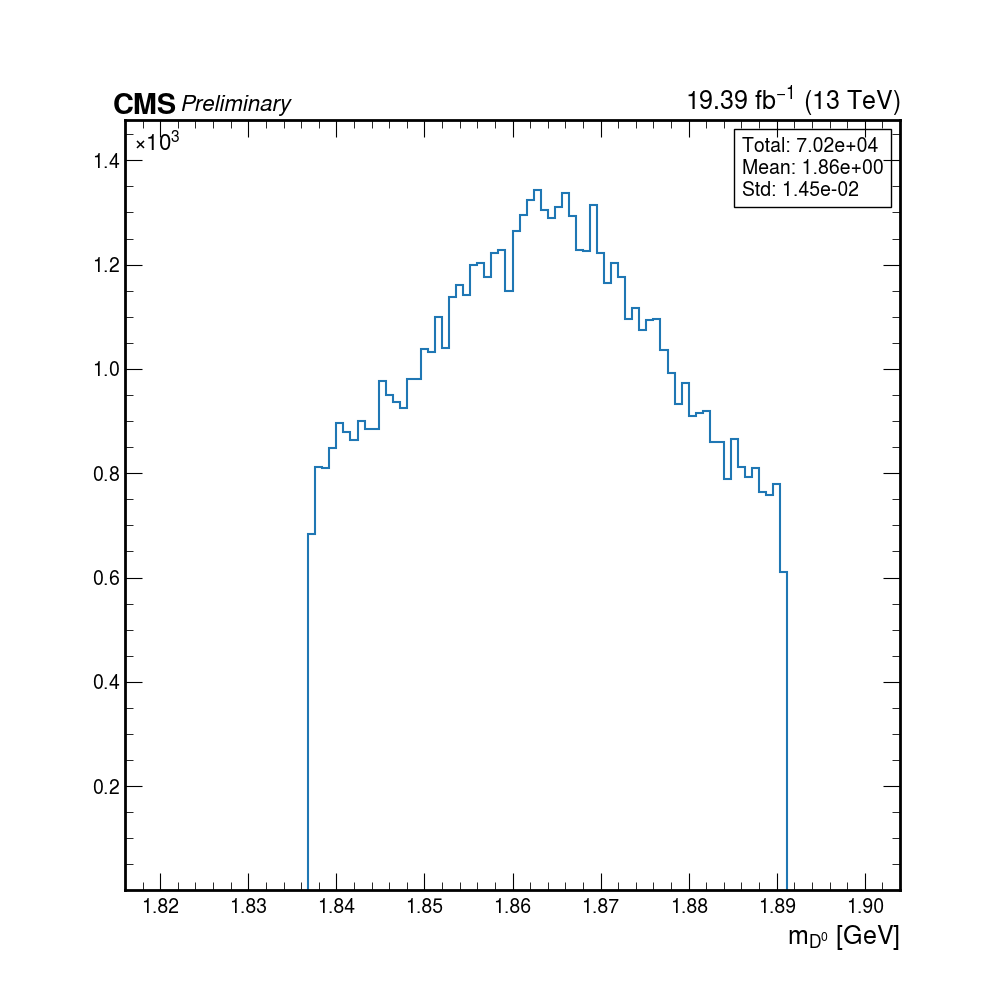 CMS Preliminary
19.39 fb⁻¹ (13 TeV)
×10³
Total: 7.02e+04
Mean: 1.86e+00
Std: 1.45e-02
1.4
1.2
1.0
0.8
0.6
0.4
0.2
1.82 1.83 1.84 1.85 1.86 1.87 1.88 1.89 1.90
m_D⁰ [GeV]